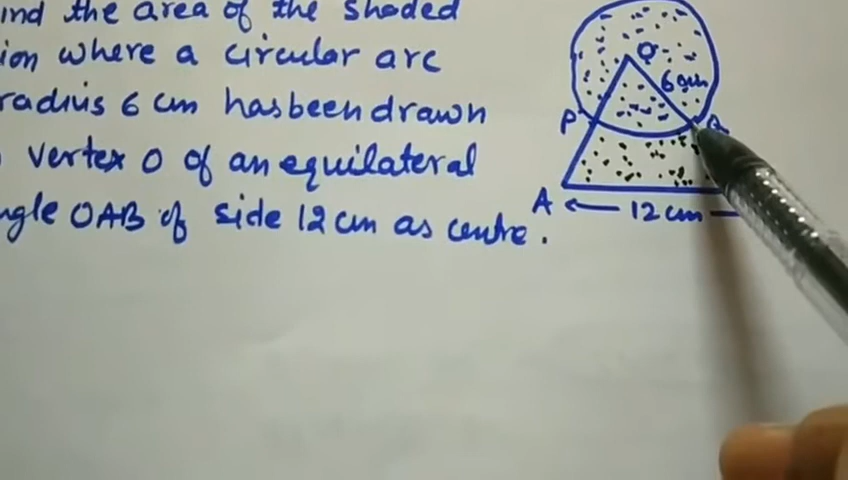 ind the area of the shaded
ion where a circular arc
radius 6 cm has been drawn
vertex O of an equilateral
ngle OAB of side 12 cm as centre.
O
6 cm
P
A
12 cm